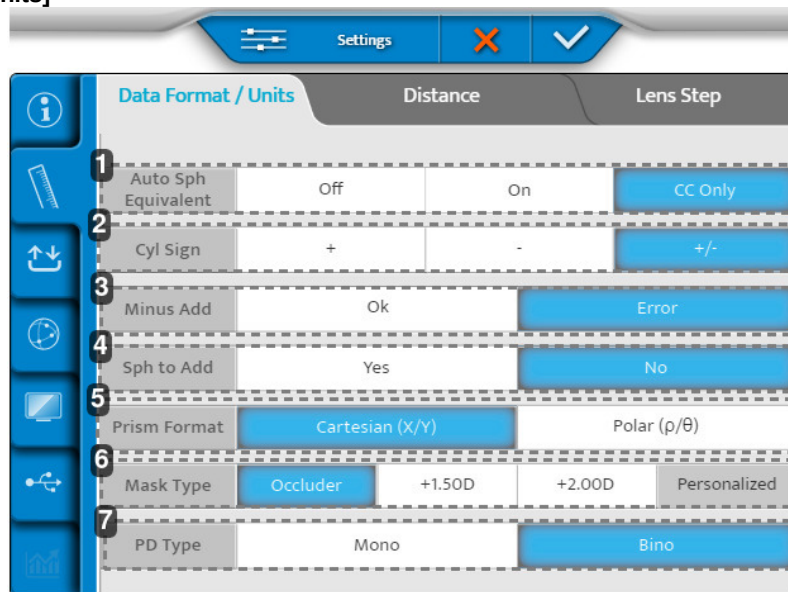 nits]
Settings
Data Format / Units Distance Lens Step
1
Auto Sph Equivalent Off On CC Only
2
Cyl Sign + - +/-
3
Minus Add Ok Error
4
Sph to Add Yes No
5
Prism Format Cartesian (X/Y) Polar (ρ/θ)
6
Mask Type Occluder +1.50D +2.00D Personalized
7
PD Type Mono Bino